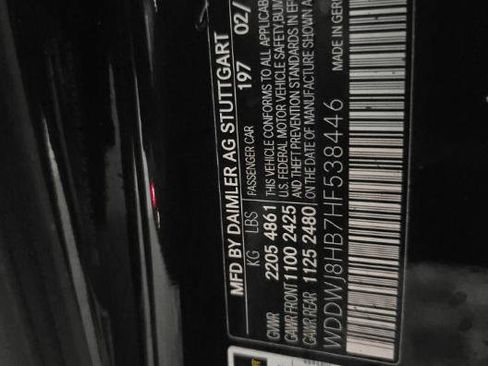 MFD BY DAIMLER AG STUTTGART
197 02/
KG LBS PASSENGER CAR
GVWR 2205 4861 THIS VEHICLE CONFORMS TO ALL APPLICABLE
GAWR FRONT 1100 2425 U.S. FEDERAL MOTOR VEHICLE SAFETY, BUM
GAWR REAR 1125 2480 AND THEFT PREVENTION STANDARDS IN EF
ON THE DATE OF MANUFACTURE SHOWN
WDDWJ8HB7HF538446
MADE IN GER